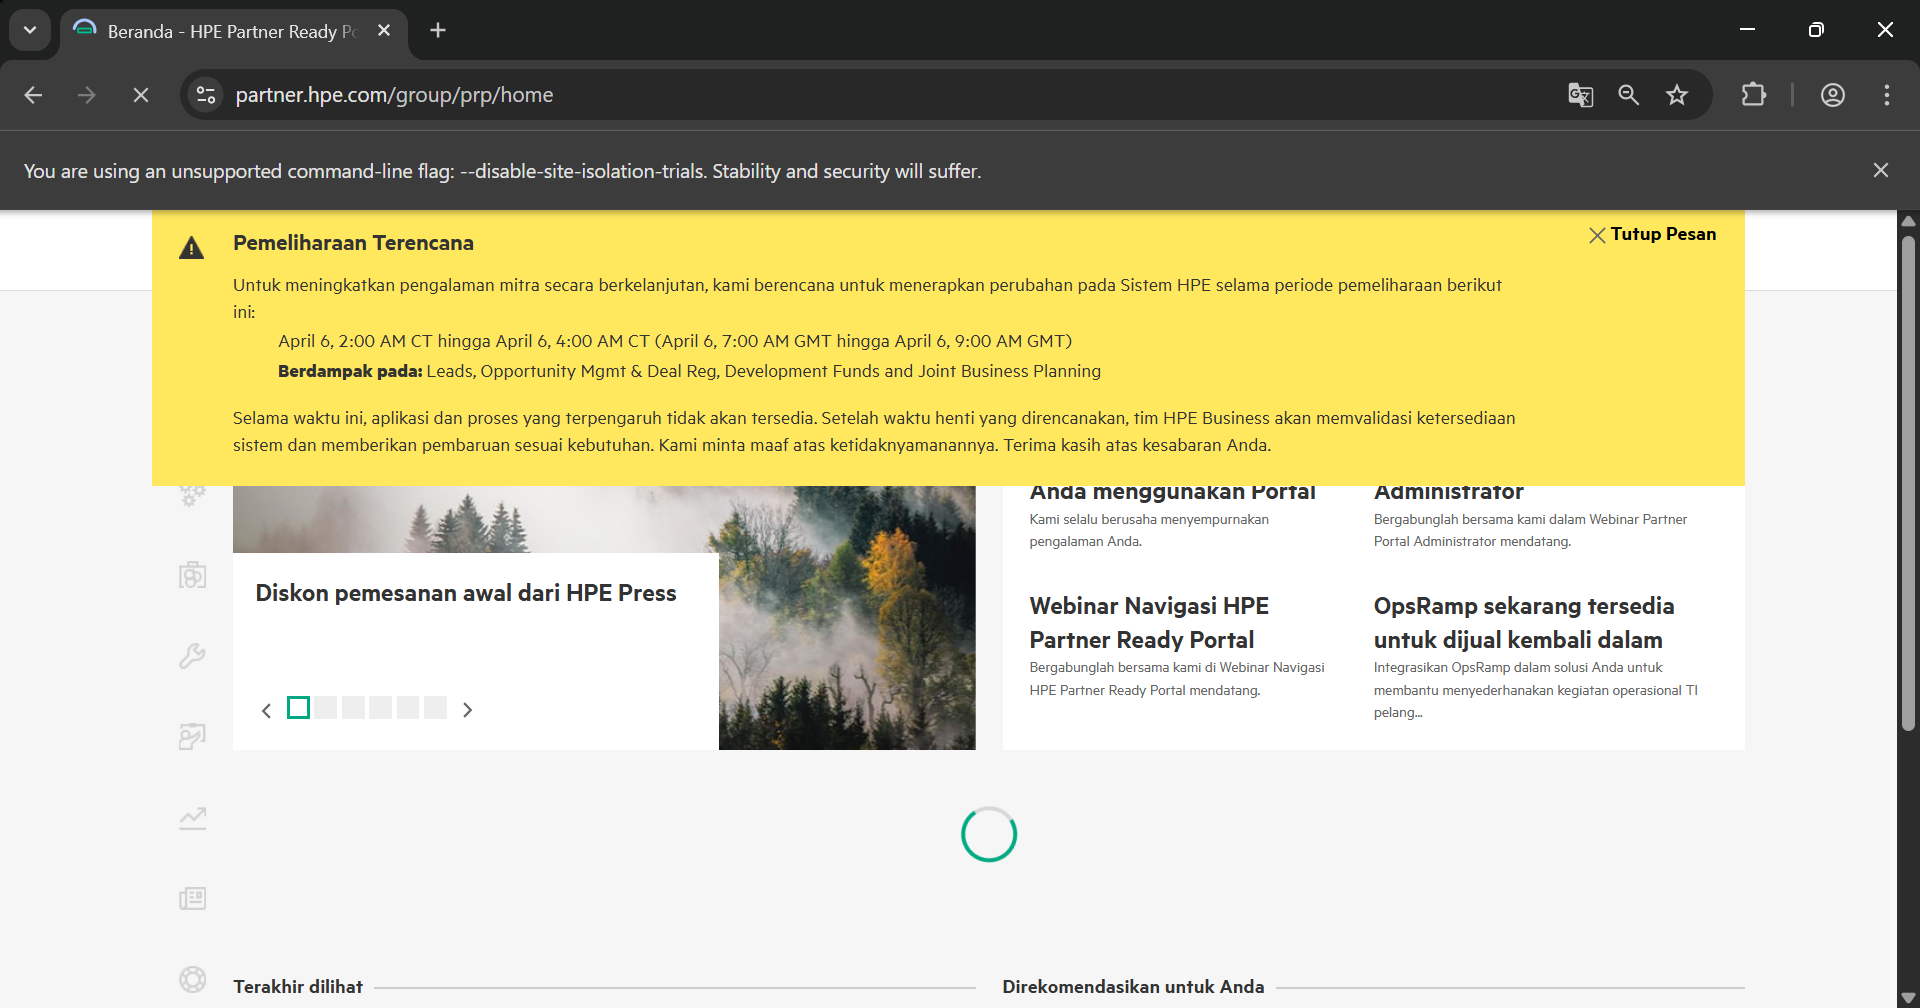 Beranda - HPE Partner Ready Po
partner.hpe.com/group/prp/home
You are using an unsupported command-line flag: --disable-site-isolation-trials. Stability and security will suffer.
Pemeliharaan Terencana
Tutup Pesan
Untuk meningkatkan pengalaman mitra secara berkelanjutan, kami berencana untuk menerapkan perubahan pada Sistem HPE selama periode pemeliharaan berikut
ini:
April 6, 2:00 AM CT hingga April 6, 4:00 AM CT (April 6, 7:00 AM GMT hingga April 6, 9:00 AM GMT)
Berdampak pada: Leads, Opportunity Mgmt & Deal Reg, Development Funds and Joint Business Planning
Selama waktu ini, aplikasi dan proses yang terpengaruh tidak akan tersedia. Setelah waktu henti yang direncanakan, tim HPE Business akan memvalidasi ketersediaan
sistem dan memberikan pembaruan sesuai kebutuhan. Kami minta maaf atas ketidaknyamanannya. Terima kasih atas kesabaran Anda.
Diskon pemesanan awal dari HPE Press
Anda menggunakan Portal
Kami selalu berusaha menyempurnakan
pengalaman Anda.
Administrator
Bergabunglah bersama kami dalam Webinar Partner
Portal Administrator mendatang.
Webinar Navigasi HPE
Partner Ready Portal
Bergabunglah bersama kami di Webinar Navigasi
HPE Partner Ready Portal mendatang.
OpsRamp sekarang tersedia
untuk dijual kembali dalam
Integrasikan OpsRamp dalam solusi Anda untuk
membantu menyederhanakan kegiatan operasional TI
pelang...
Terakhir dilihat
Direkomendasikan untuk Anda